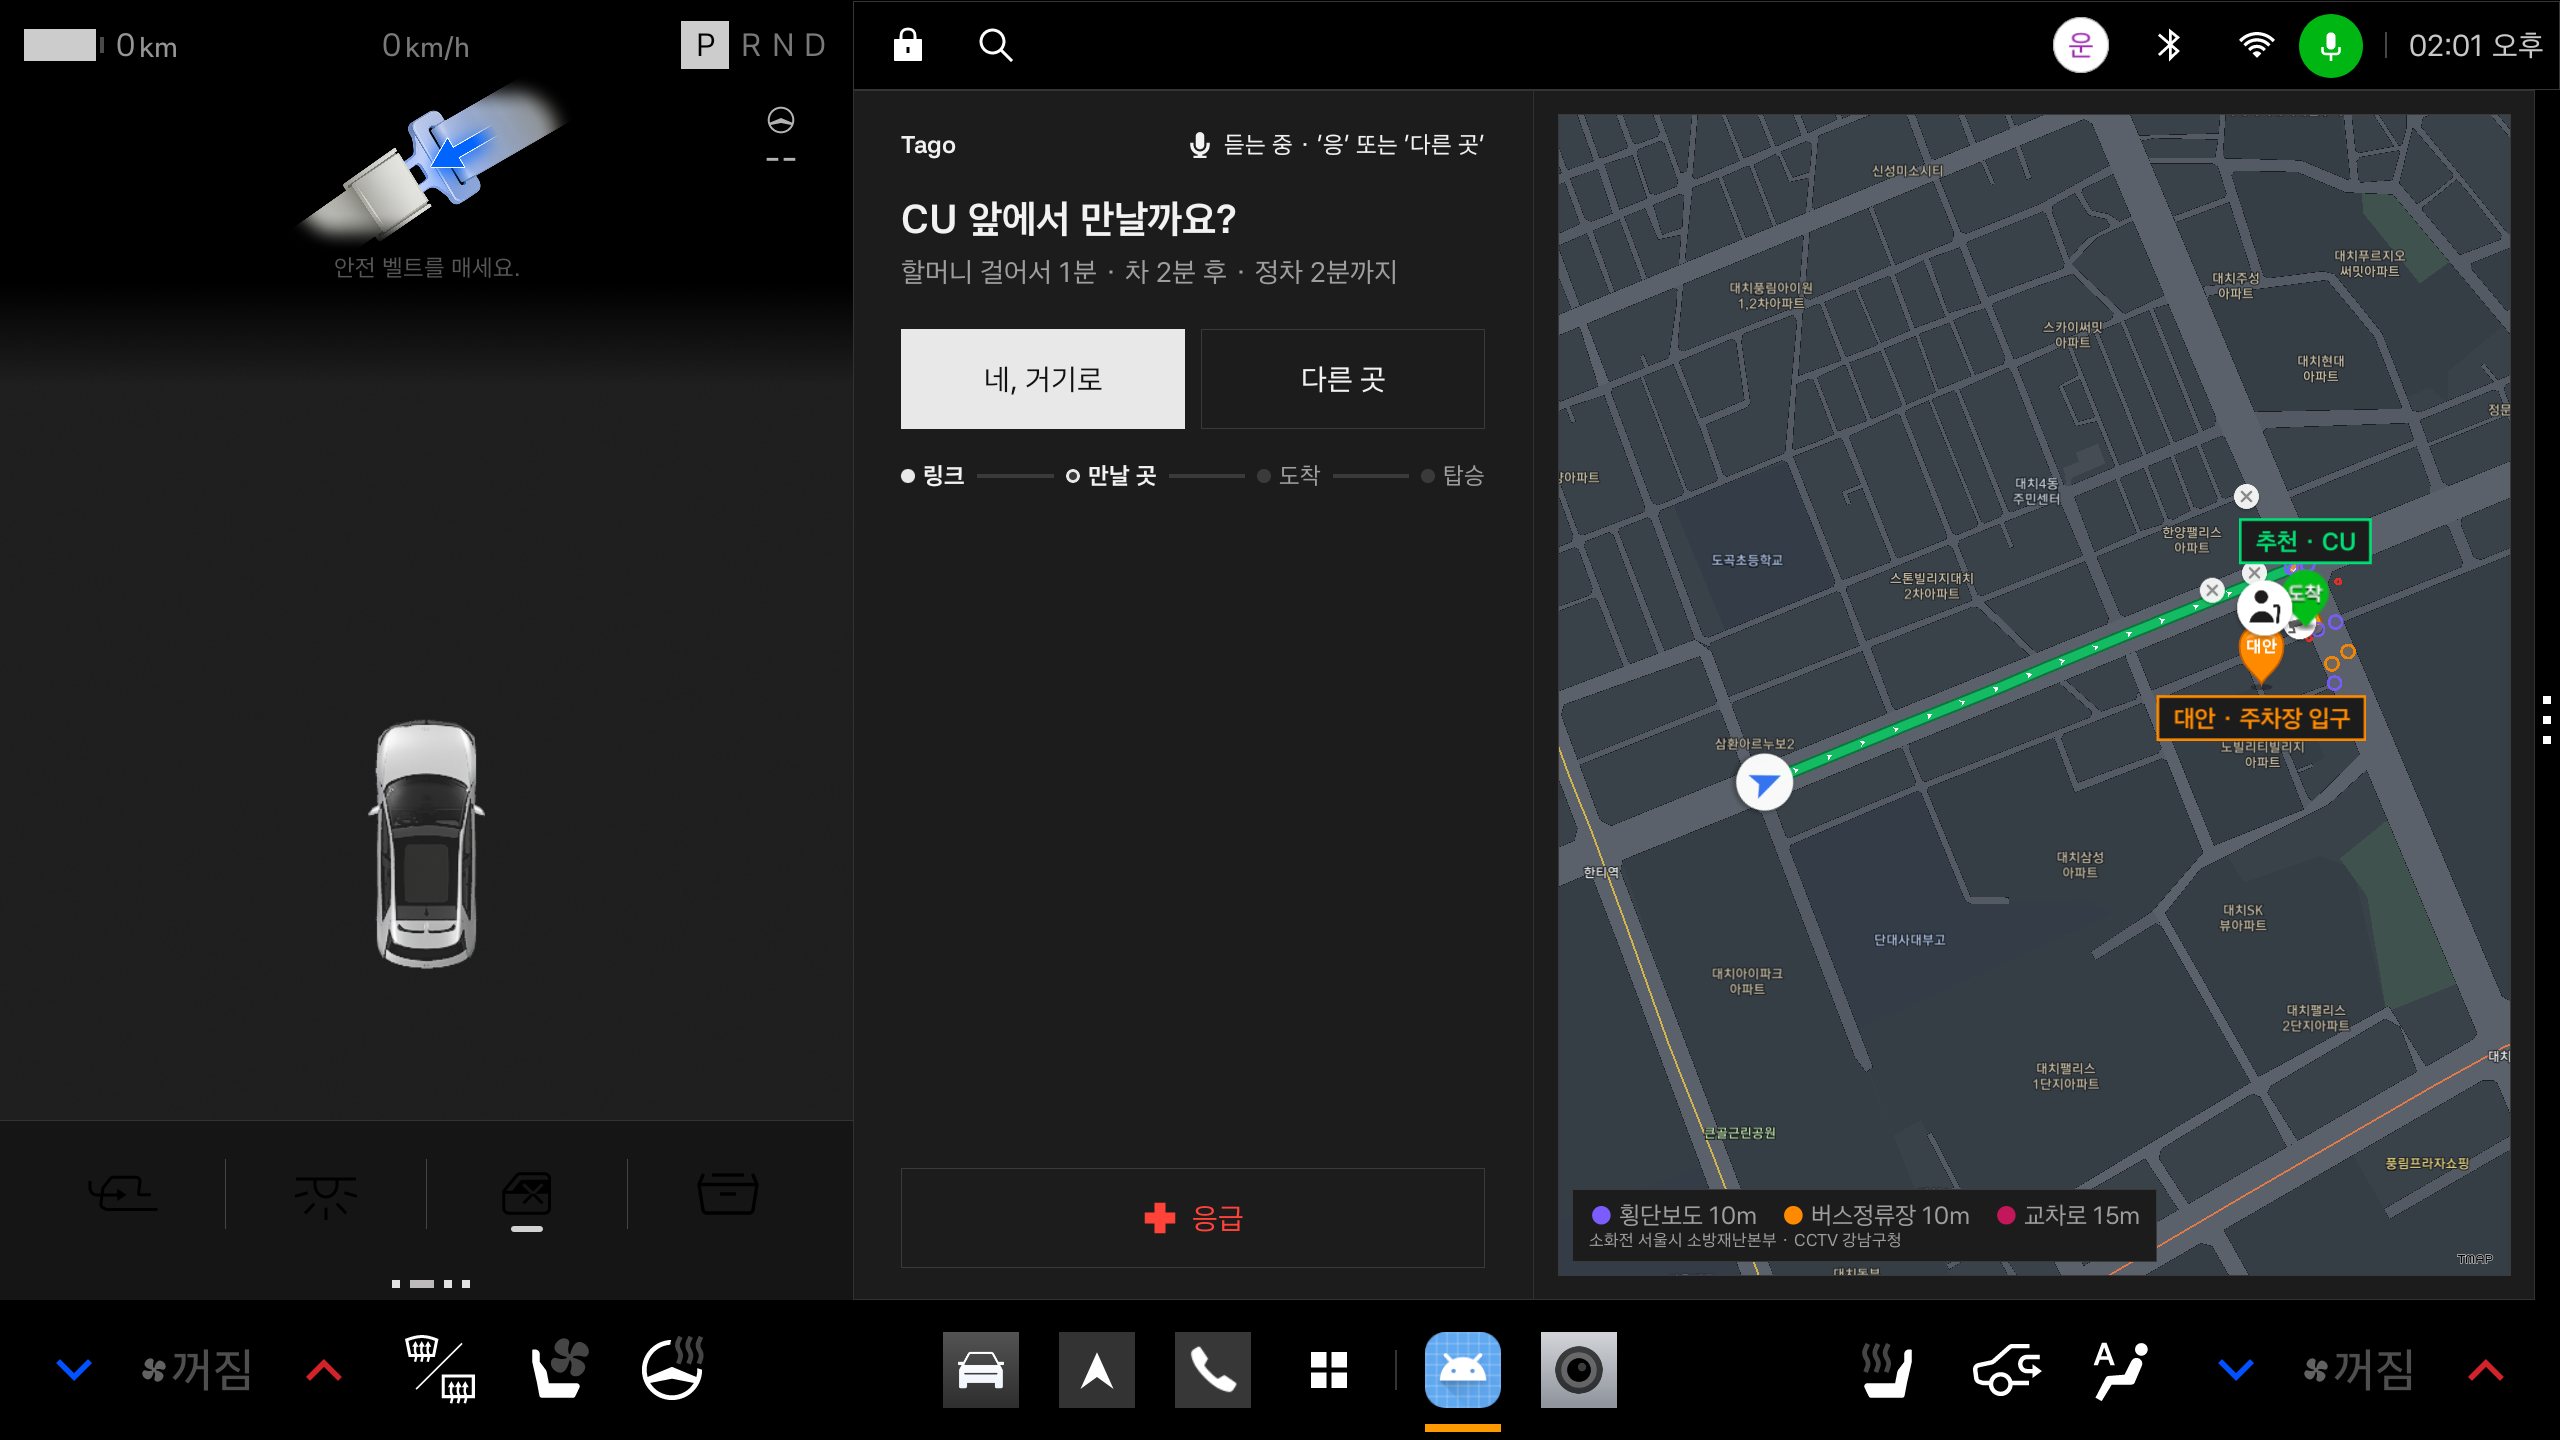 0 km
0 km/h
P R N D
안전 벨트를 매세요.
운
02:01 오후
Tago
듣는 중 · ‘응’ 또는 ‘다른 곳’
CU 앞에서 만날까요?
할머니 걸어서 1분 · 차 2분 후 · 정차 2분까지
네, 거기로
다른 곳
링크
만날 곳
도착
탑승
응급
신성미소시티
대치푸르지오
써밋아파트
대치주성
아파트
대치풍림아이원
1,2차아파트
스카이써밋
아파트
대치현대
아파트
정문
아파트
대치4동
주민센터
한양팰리스
아파트
추천 · CU
도곡초등학교
스톤빌리지대치
2차아파트
도착
대안
대안 · 주차장 입구
노빌리티빌리지
아파트
삼환아르누보2
한티역
대치삼성
아파트
대치SK
뷰아파트
단대사대부고
대치아이파크
아파트
대치팰리스
2단지아파트
대치
대치팰리스
1단지아파트
큰골근린공원
풍림프라자쇼핑
횡단보도 10m
버스정류장 10m
교차로 15m
소화전 서울시 소방재난본부 · CCTV 강남구청
TMAP
꺼짐
A
꺼짐